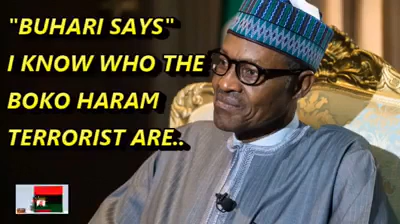 "BUHARI SAYS"
I KNOW WHO THE
BOKO HARAM
TERRORIST ARE..